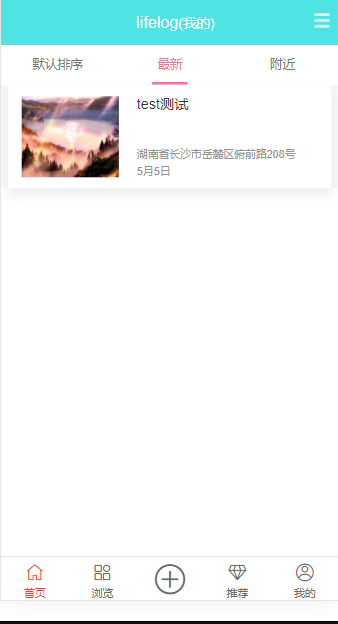 lifelog(我的)
默认排序 最新 附近
test测试
湖南省长沙市岳麓区俯前路208号
5月5日
首页 浏览 推荐 我的